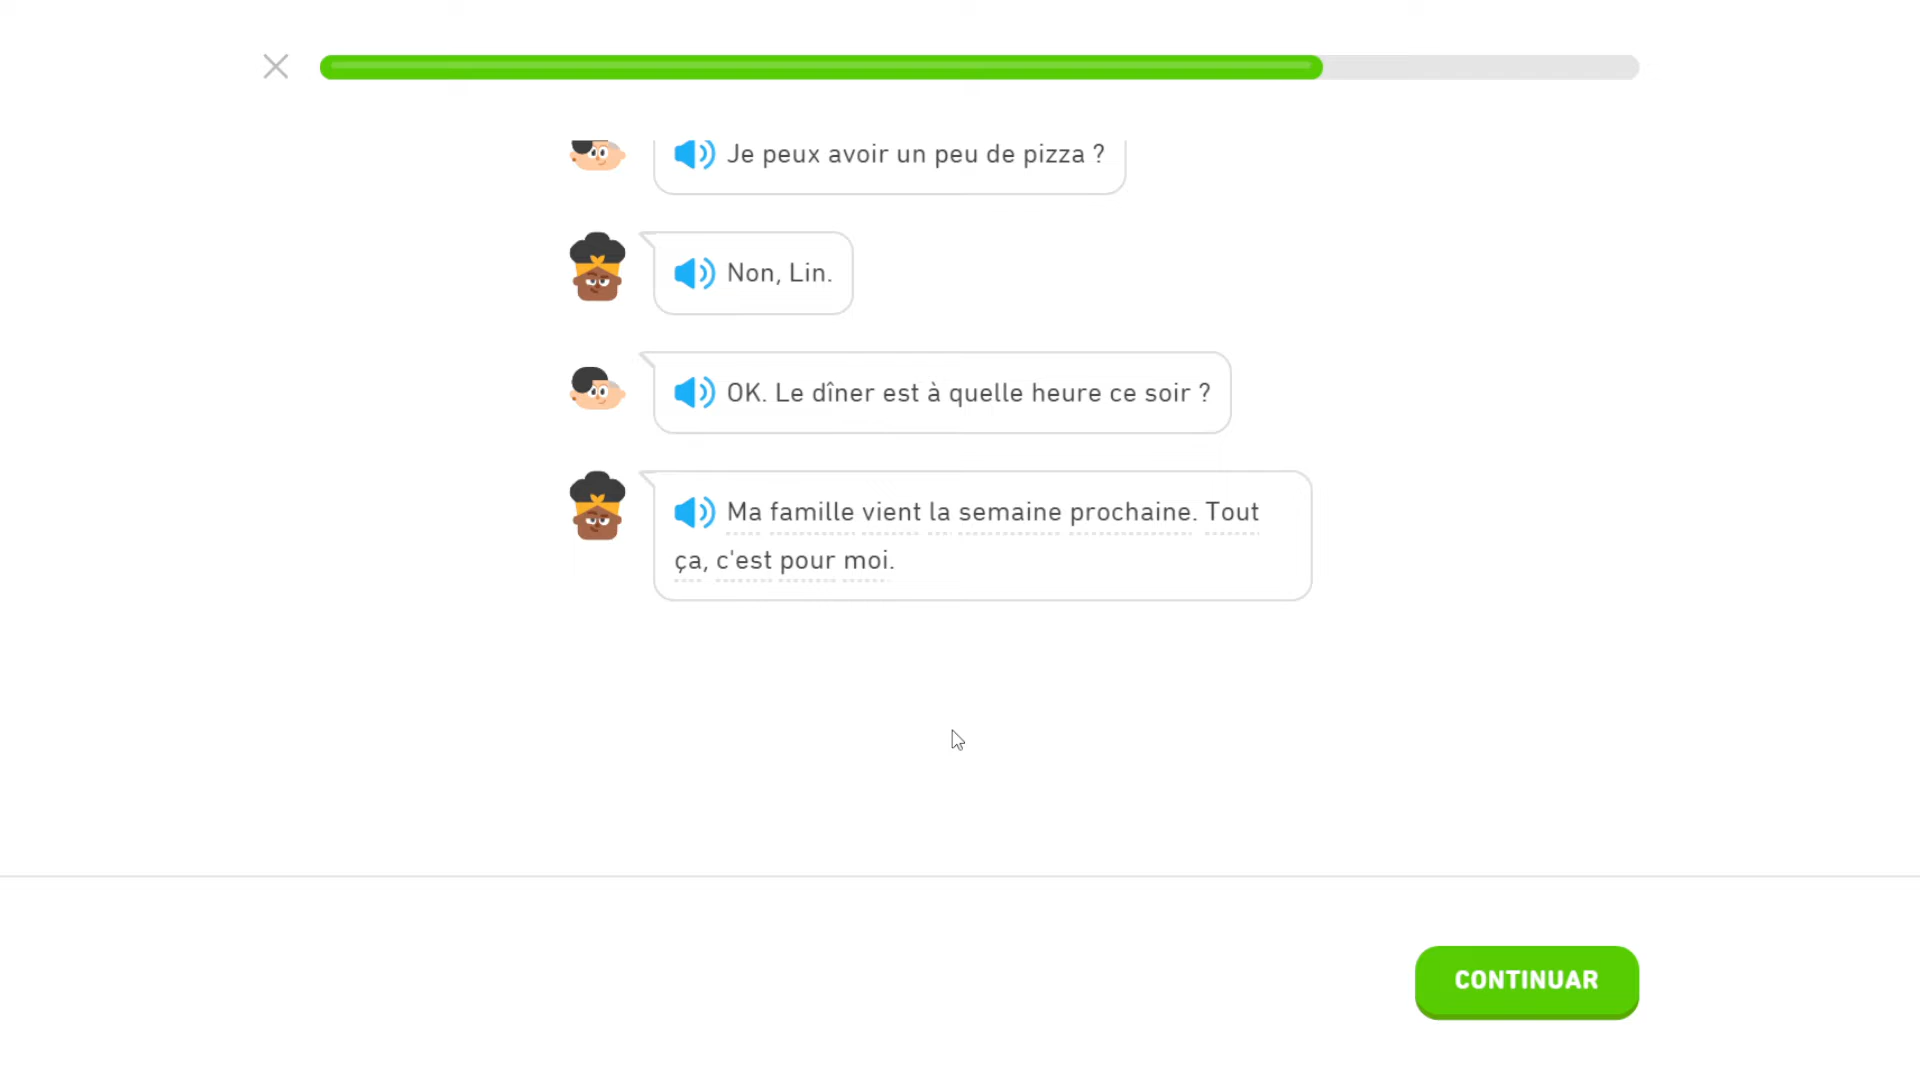 Je peux avoir un peu de pizza ?
Non, Lin.
OK. Le dîner est à quelle heure ce soir ?
Ma famille vient la semaine prochaine. Tout
ça, c'est pour moi.
CONTINUAR